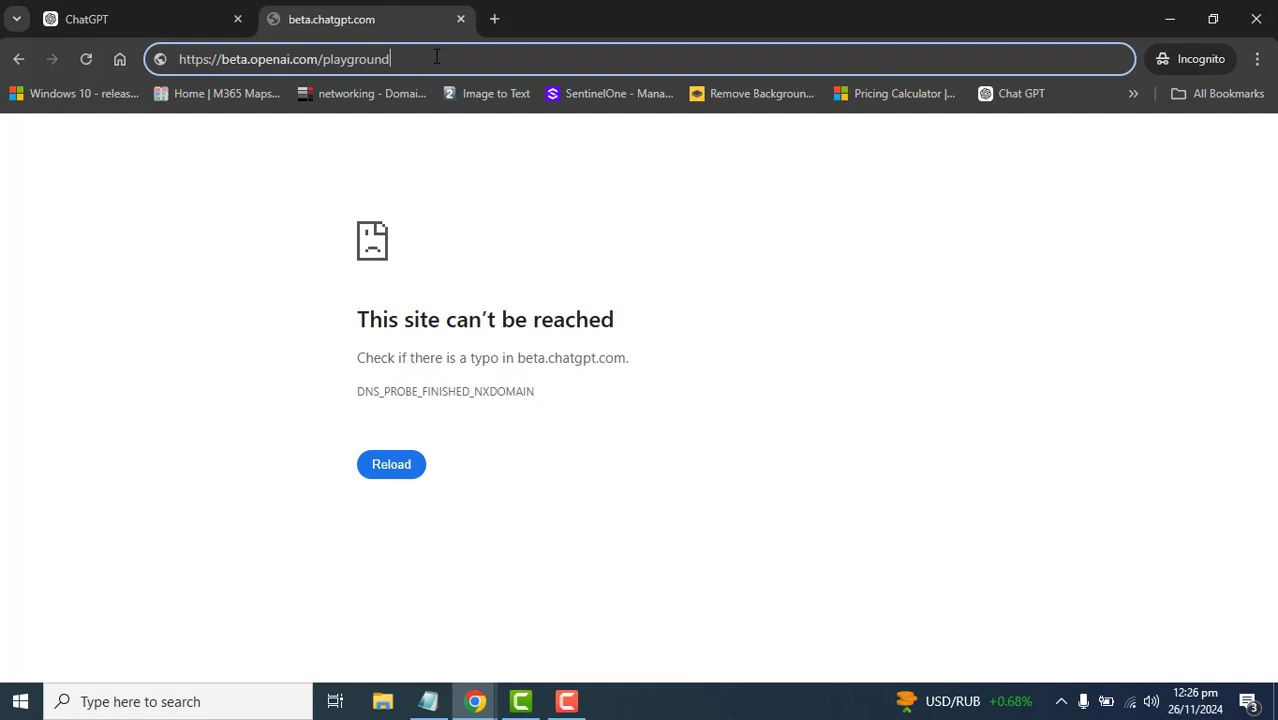 ChatGPT
beta.chatgpt.com
https://beta.openai.com/playground
Incognito
Windows 10 - releas...
Home | M365 Maps...
networking - Domai...
Image to Text
SentinelOne - Mana...
Remove Backgroun...
Pricing Calculator |...
Chat GPT
All Bookmarks
This site can’t be reached
Check if there is a typo in beta.chatgpt.com.
DNS_PROBE_FINISHED_NXDOMAIN
Reload
Type here to search
USD/RUB +0.68%
12:26 pm
26/11/2024
3